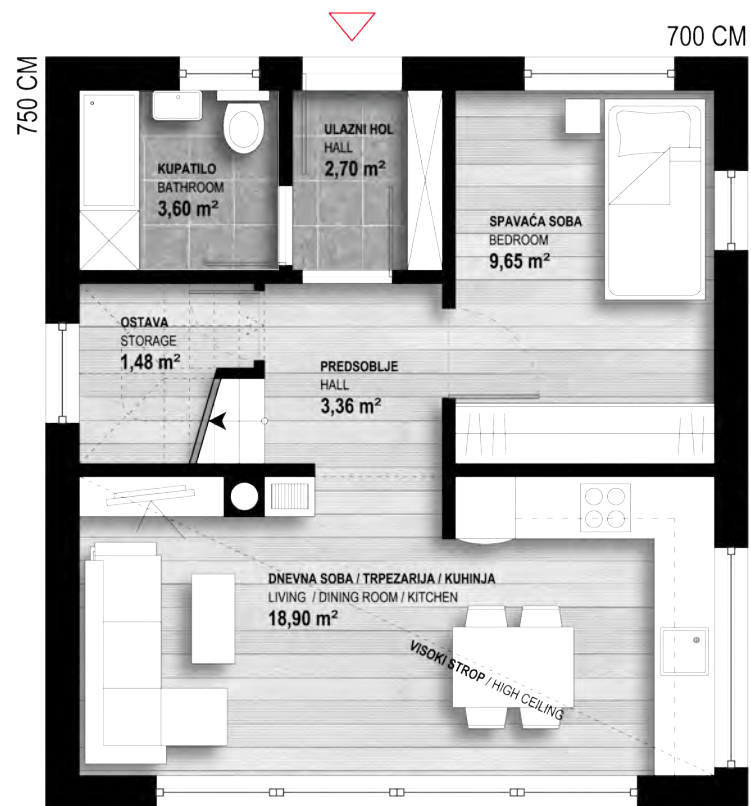 700 CM
750 CM
ULAZNI HOL
HALL
2,70 m²
KUPATILO
BATHROOM
3,60 m²
SPAVAĆA SOBA
BEDROOM
9,65 m²
OSTAVA
STORAGE
1,48 m²
PREDSOBLJE
HALL
3,36 m²
DNEVNA SOBA / TRPEZARIJA / KUHINJA
LIVING / DINING ROOM / KITCHEN
18,90 m²
VISOKI STROP / HIGH CEILING